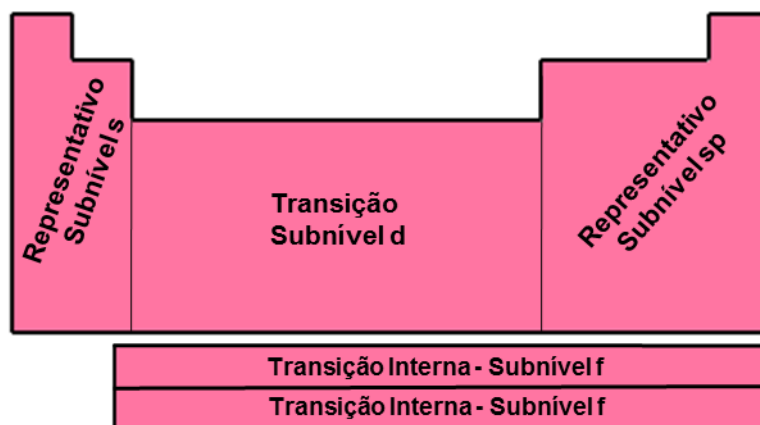 Representativo
Subnível s
Transição
Subnível d
Representativo
Subnível sp
Transição Interna - Subnível f
Transição Interna - Subnível f